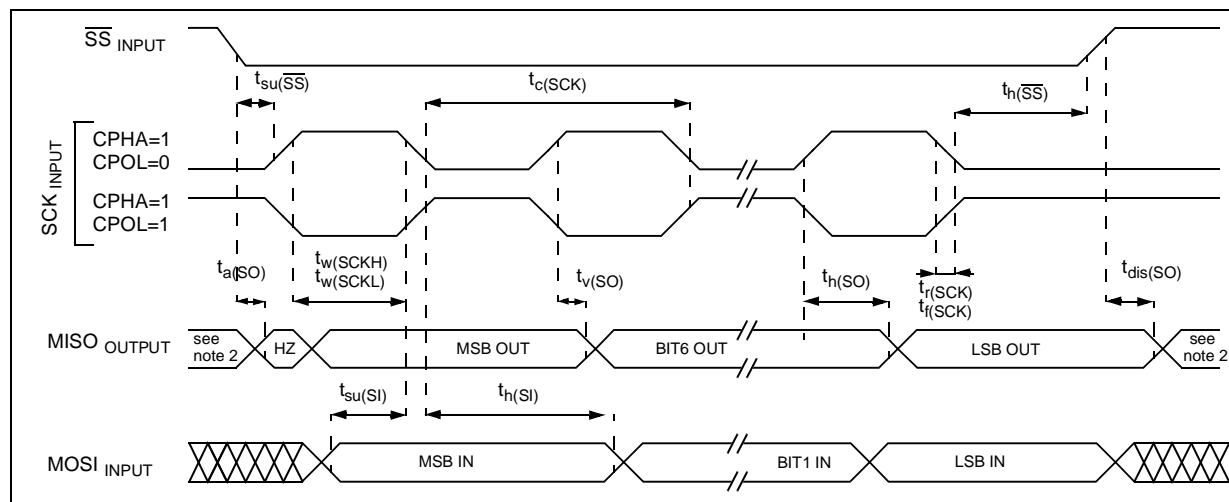 SS INPUT
tsu(SS)
tc(SCK)
th(SS)
SCK INPUT
CPHA=1
CPOL=0
CPHA=1
CPOL=1
ta(SO)
tw(SCKH)
tw(SCKL)
tv(SO)
th(SO)
tr(SCK)
tf(SCK)
tdis(SO)
MISO OUTPUT
see
note 2
HZ
MSB OUT
BIT6 OUT
LSB OUT
see
note 2
tsu(SI)
th(SI)
MOSI INPUT
MSB IN
BIT1 IN
LSB IN